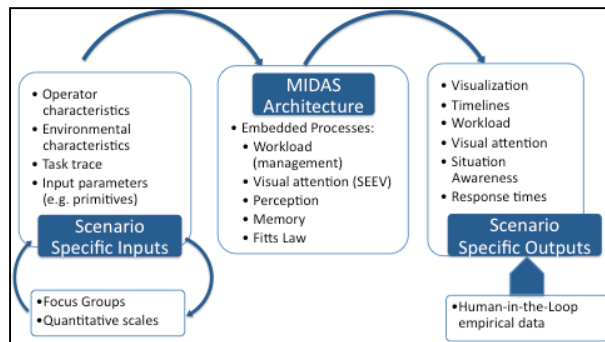 • Operator
characteristics
• Environmental
characteristics
• Task trace
• Input parameters
(e.g. primitives)
Scenario
Specific Inputs
•Focus Groups
•Quantitative scales
MIDAS
Architecture
• Embedded Processes:
• Workload
(management)
• Visual attention (SEEV)
• Perception
• Memory
• Fitts Law
• Visualization
• Timelines
• Workload
• Visual attention
• Situation
Awareness
• Response times
Scenario
Specific Outputs
•Human-in-the-Loop
empirical data